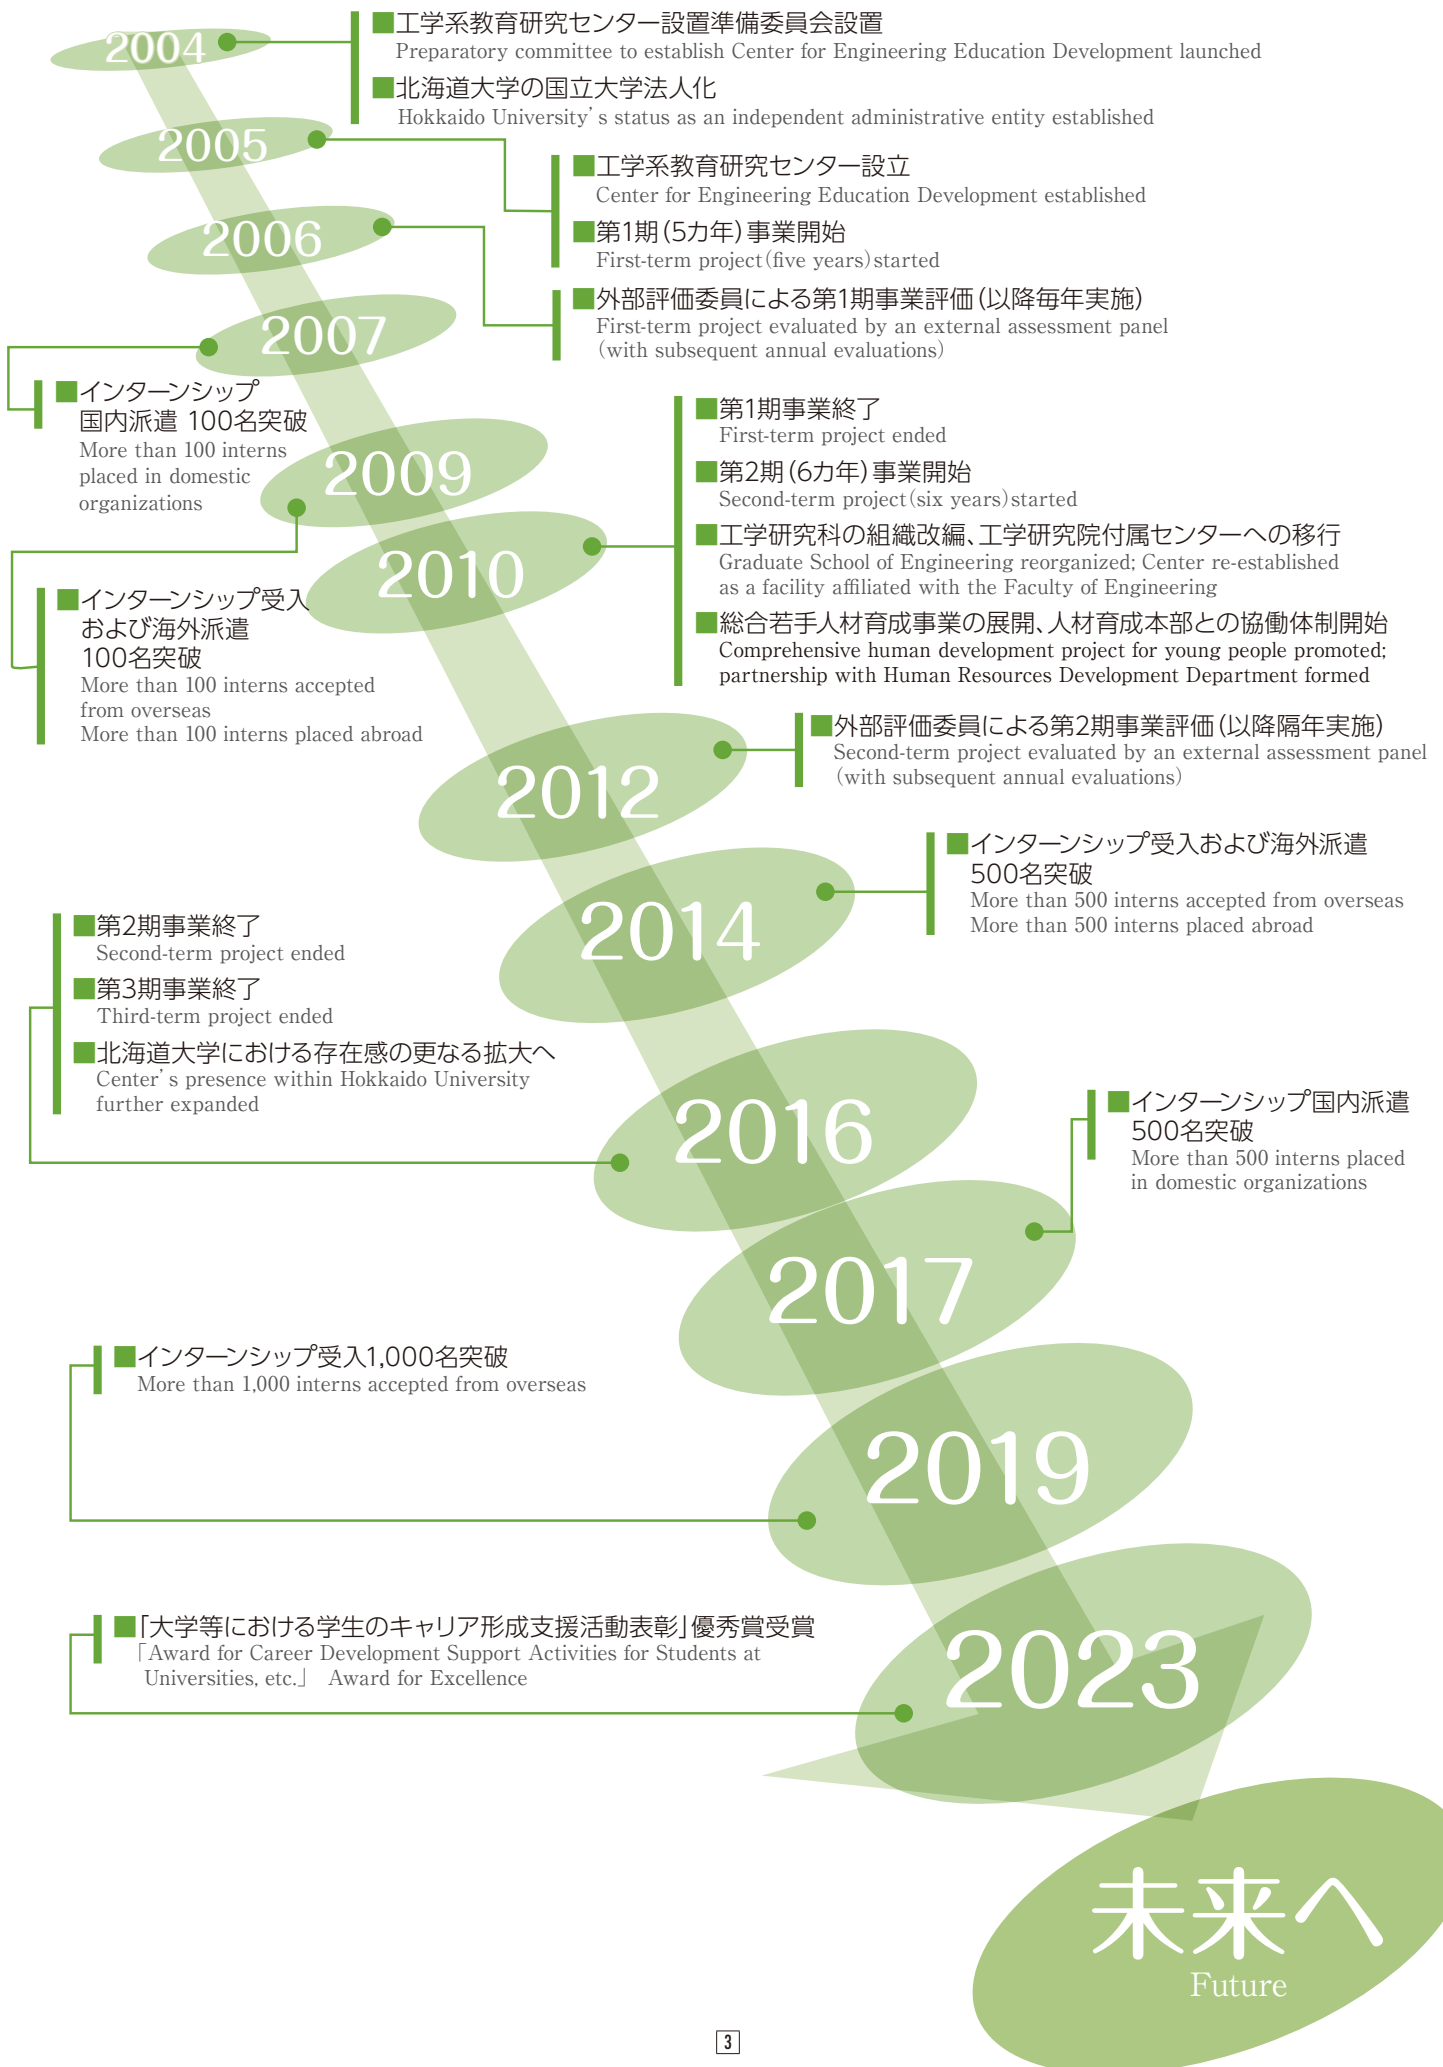 2004
■工学系教育研究センター設置準備委員会設置
Preparatory committee to establish Center for Engineering Education Development launched
■北海道大学の国立大学法人化
Hokkaido University's status as an independent administrative entity established
2005
■工学系教育研究センター設立
Center for Engineering Education Development established
■第1期(5カ年)事業開始
First-term project(five years)started
2006
■外部評価委員による第1期事業評価(以降毎年実施)
First-term project evaluated by an external assessment panel
(with subsequent annual evaluations)
2007
■インターンシップ
国内派遣 100名突破
More than 100 interns
placed in domestic
organizations
2009
■インターンシップ受入
および海外派遣
100名突破
More than 100 interns accepted
from overseas
More than 100 interns placed abroad
2010
■第1期事業終了
First-term project ended
■第2期(6カ年)事業開始
Second-term project(six years)started
■工学研究科の組織改編、工学研究院付属センターへの移行
Graduate School of Engineering reorganized; Center re-established
as a facility affiliated with the Faculty of Engineering
■総合若手人材育成事業の展開、人材育成本部との協働体制開始
Comprehensive human development project for young people promoted;
partnership with Human Resources Development Department formed
2012
■外部評価委員による第2期事業評価(以降隔年実施)
Second-term project evaluated by an external assessment panel
(with subsequent annual evaluations)
2014
■インターンシップ受入および海外派遣
500名突破
More than 500 interns accepted from overseas
More than 500 interns placed abroad
2016
■第2期事業終了
Second-term project ended
■第3期事業終了
Third-term project ended
■北海道大学における存在感の更なる拡大へ
Center's presence within Hokkaido University
further expanded
2017
■インターンシップ国内派遣
500名突破
More than 500 interns placed
in domestic organizations
2019
■インターンシップ受入1,000名突破
More than 1,000 interns accepted from overseas
2023
■「大学等における学生のキャリア形成支援活動表彰」優秀賞受賞
「Award for Career Development Support Activities for Students at
Universities, etc.」 Award for Excellence
未来へ
Future
3